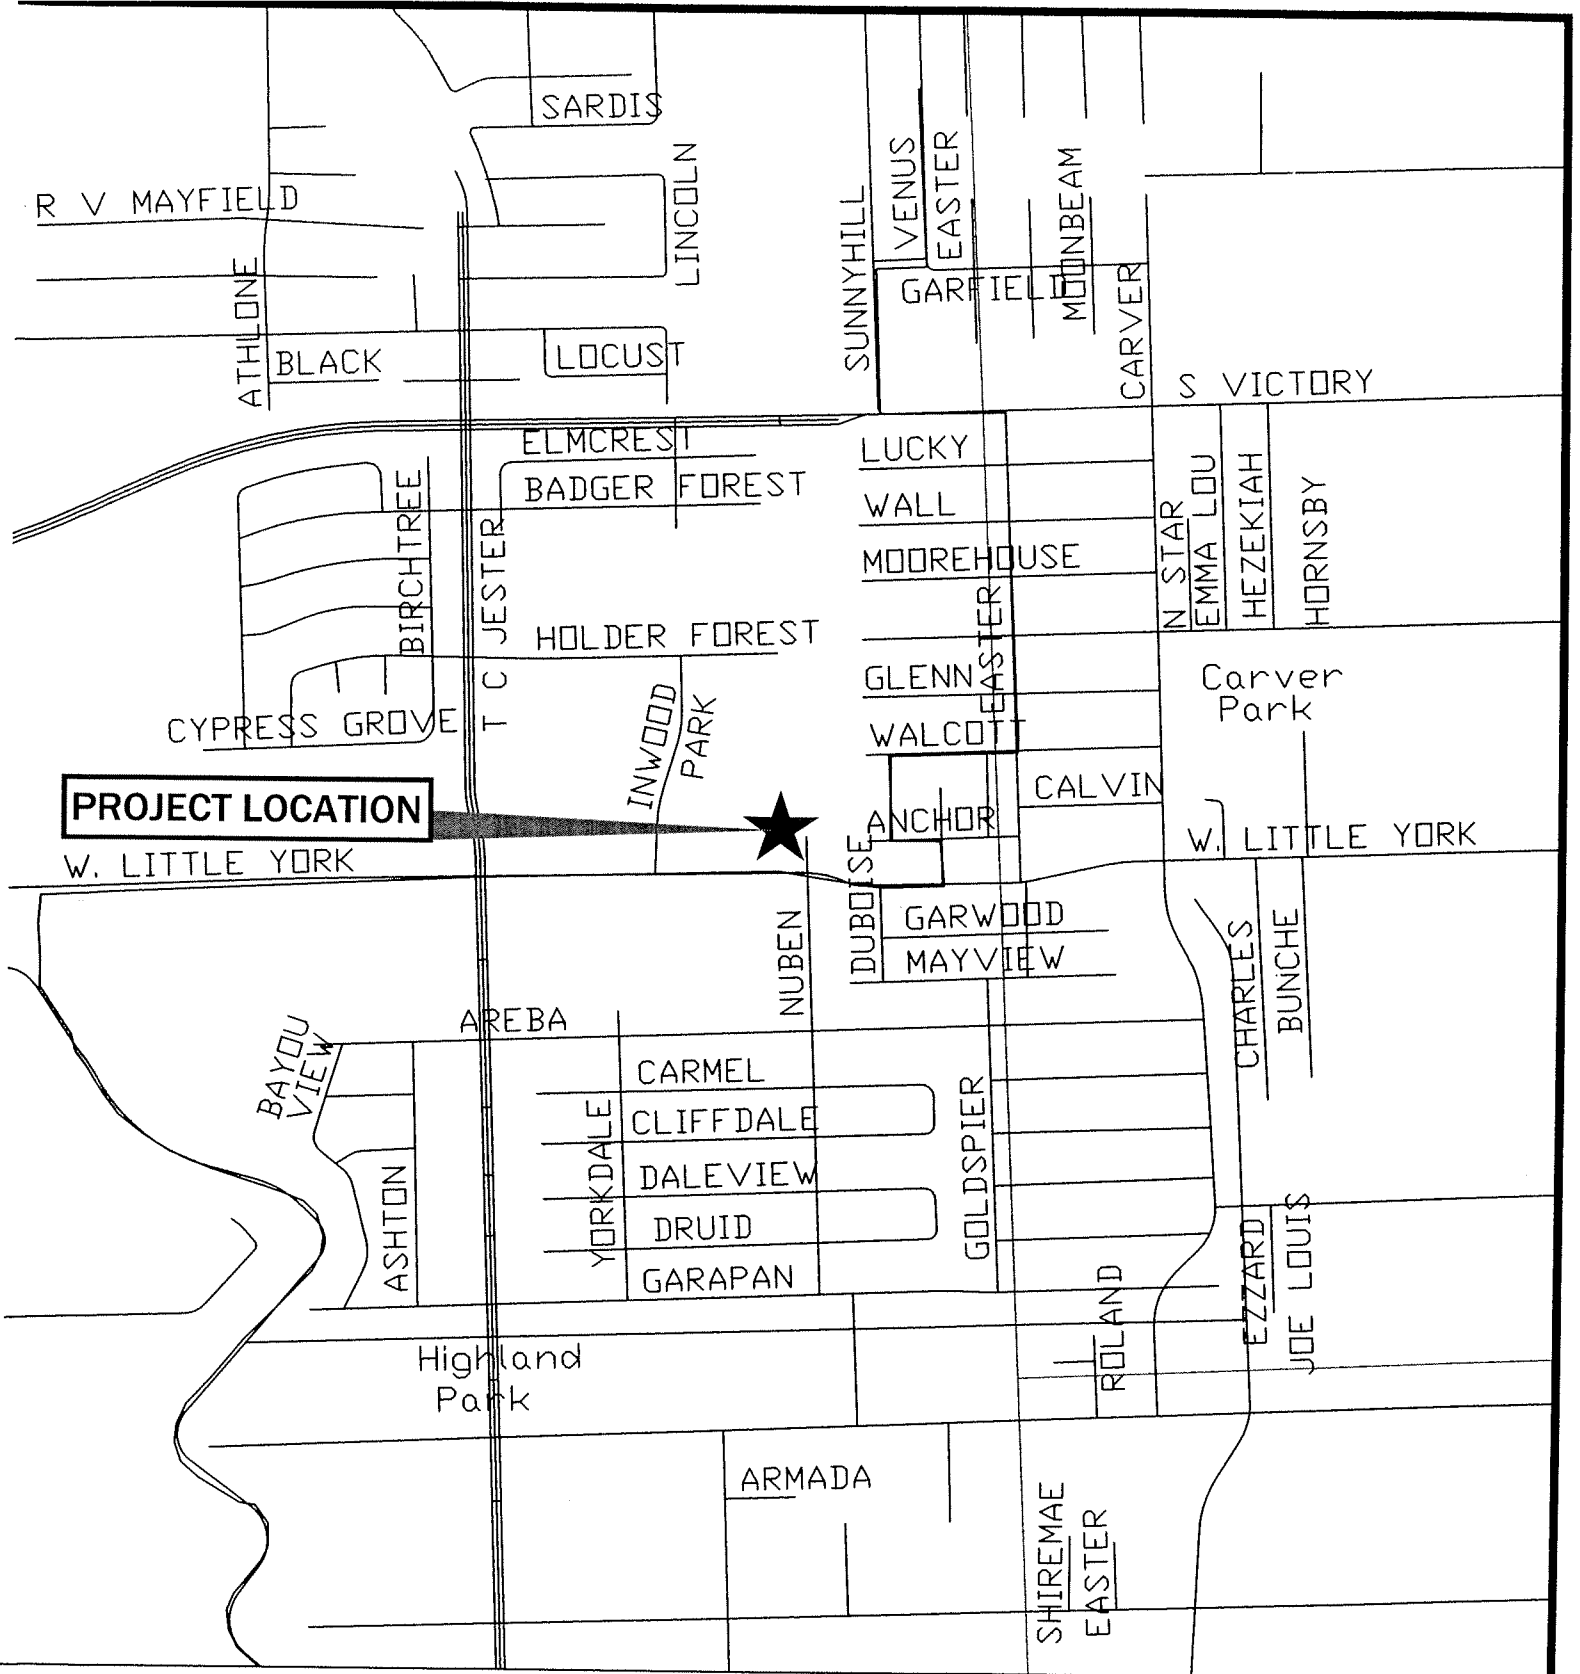 SARDIS
R V MAYFIELD
LINCOLN
ATHLONE
BLACK
LOCUST
SUNNYHILL
VENUS
EASTER
MOONBEAM
GARFIELD
CARVER
S VICTORY
ELMCREST
BADGER FOREST
BIRCHTREE
T C JESTER
LUCKY
WALL
MOOREHOUSE
EASTER
N STAR
EMMA LOU
HEZEKIAH
HORNSBY
HOLDER FOREST
GLENN
WALCOTT
Carver
Park
CYPRESS GROVE
INWOOD
PARK
PROJECT LOCATION
CALVIN
ANCHOR
W. LITTLE YORK
W. LITTLE YORK
DUBOISE
GARWOOD
MAYVIEW
NUBEN
CHARLES
BUNCHE
AREBA
BAYOU
VIEW
CARMEL
CLIFFDALE
YORKDALE
DALEVIEW
DRUID
GARAPAN
ASHTON
GOLDSPIER
ROLAND
EZZARD
JOE LOUIS
Highland
Park
ARMADA
SHIREMAE
EASTER